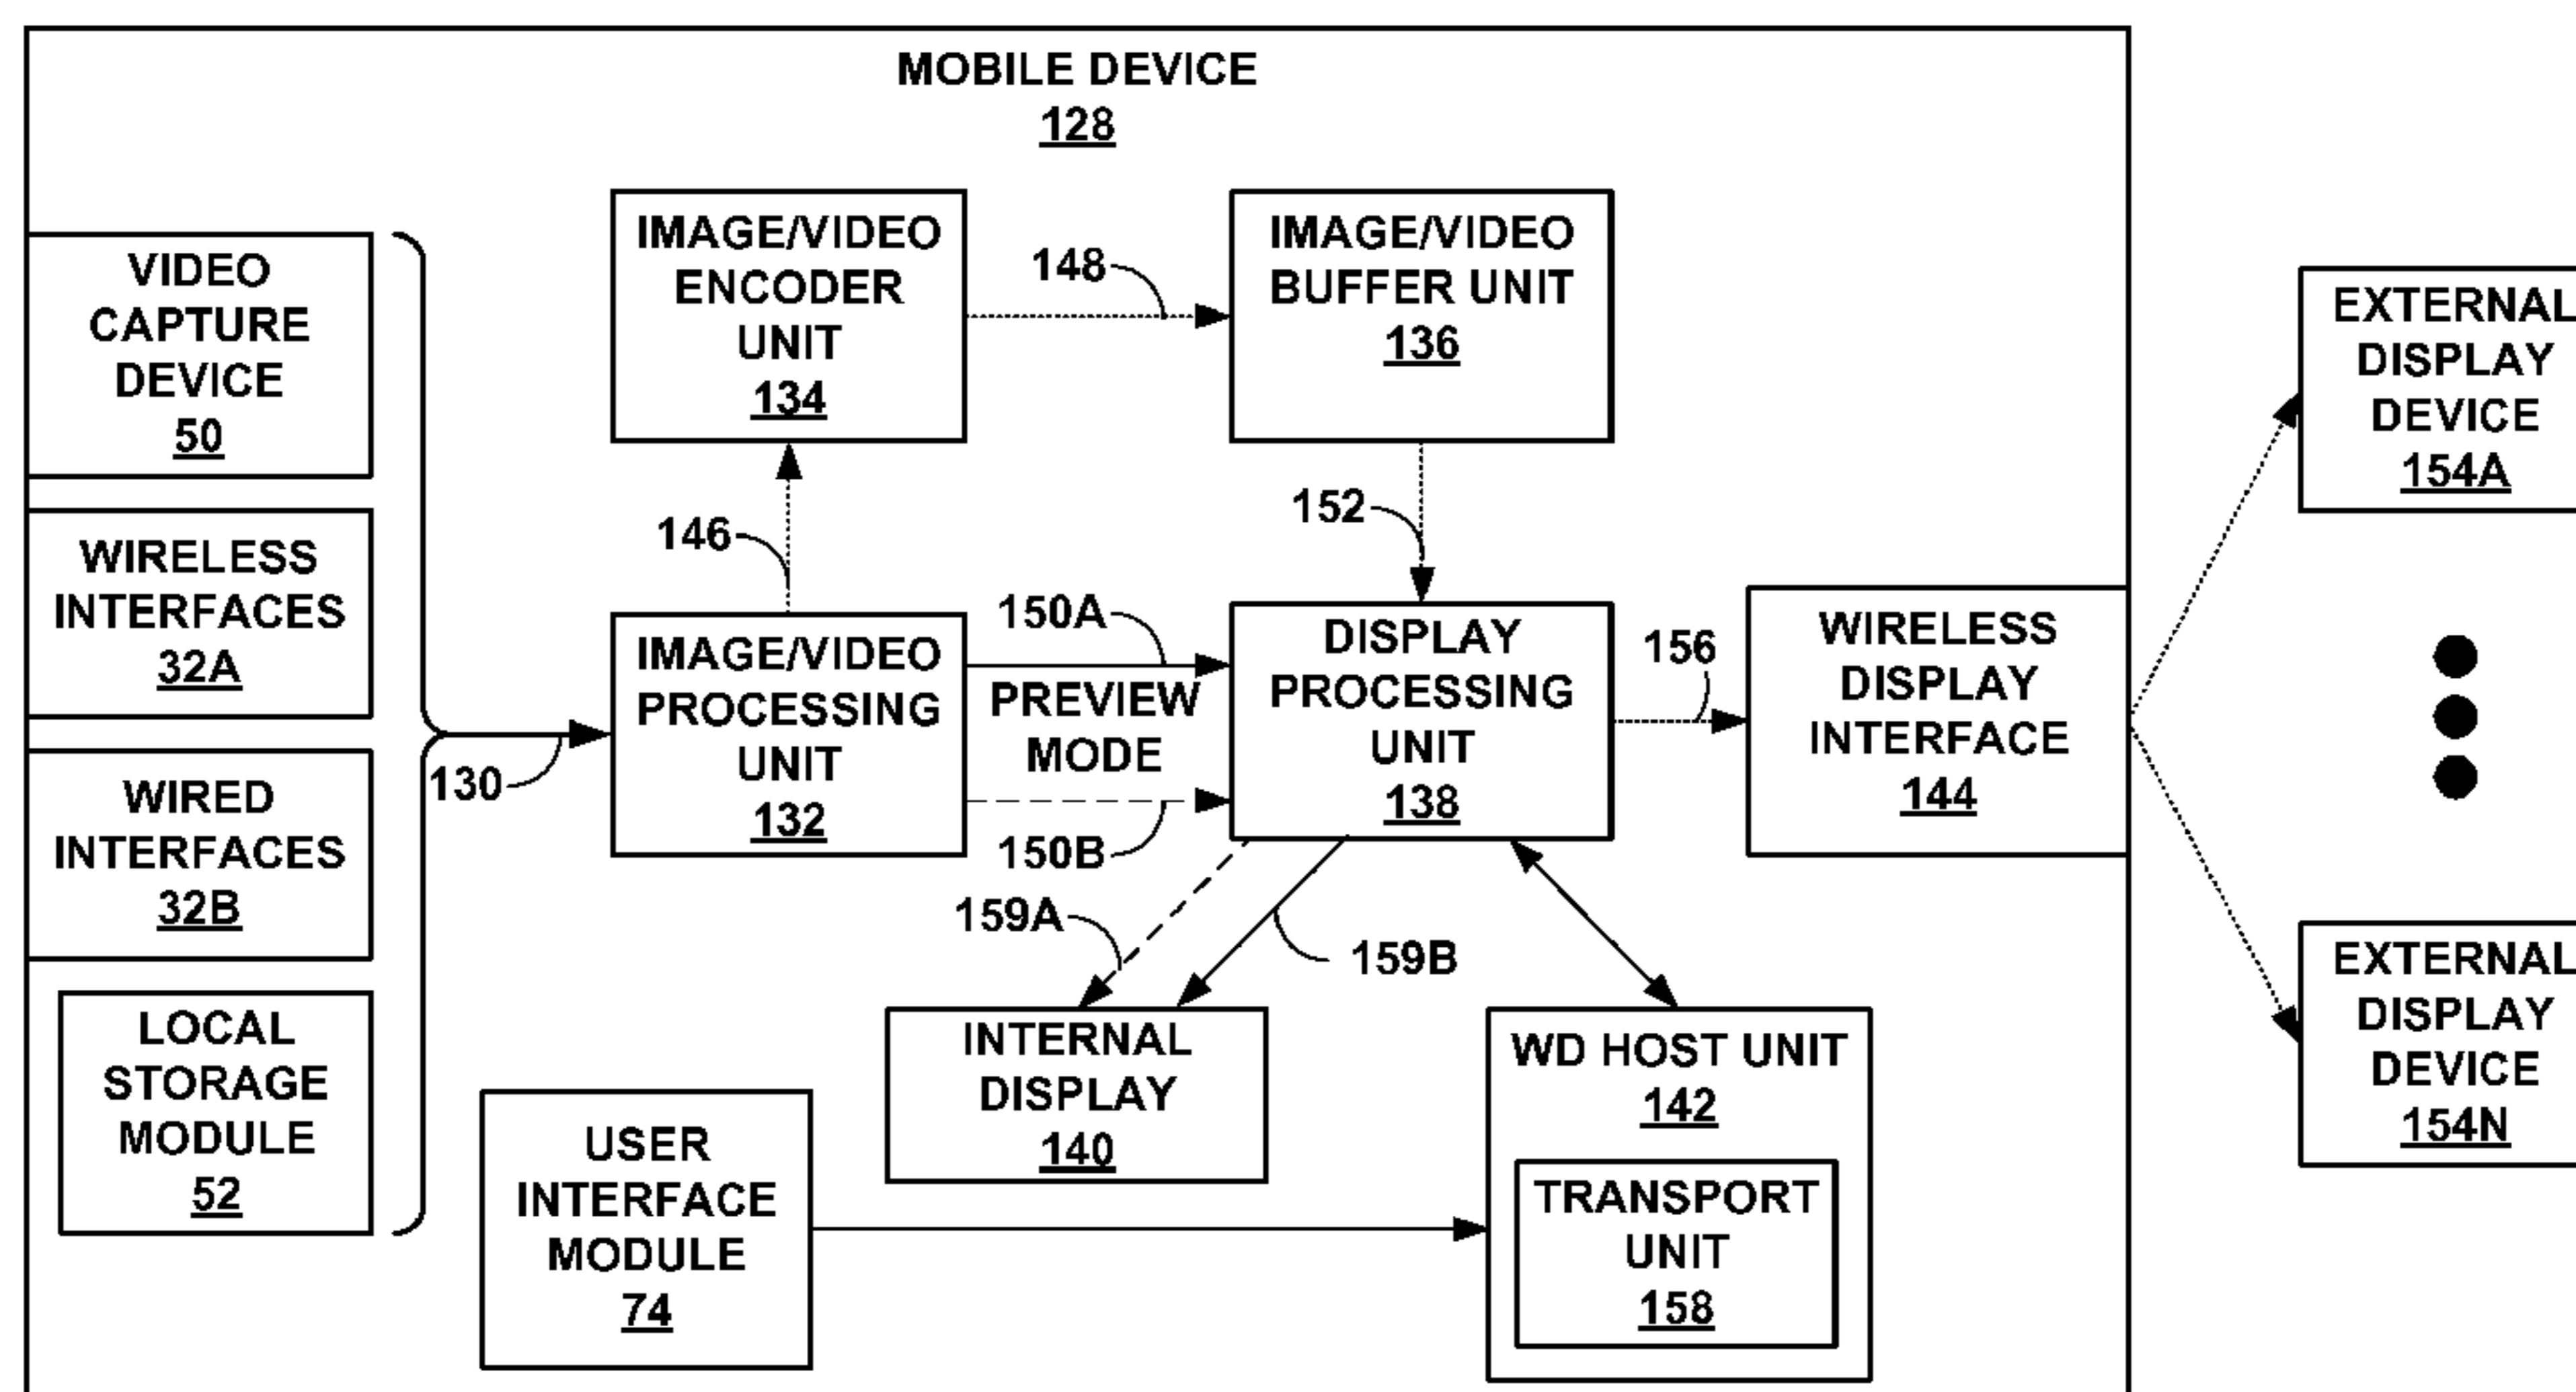 MOBILE DEVICE
128
VIDEO
CAPTURE
DEVICE
50
WIRELESS
INTERFACES
32A
WIRED
INTERFACES
32B
LOCAL
STORAGE
MODULE
52
130
IMAGE/VIDEO
ENCODER
UNIT
134
148
IMAGE/VIDEO
BUFFER UNIT
136
146
152
IMAGE/VIDEO
PROCESSING
UNIT
132
150A
PREVIEW
MODE
150B
DISPLAY
PROCESSING
UNIT
138
156
WIRELESS
DISPLAY
INTERFACE
144
159A
159B
INTERNAL
DISPLAY
140
USER
INTERFACE
MODULE
74
WD HOST UNIT
142
TRANSPORT
UNIT
158
EXTERNAL
DISPLAY
DEVICE
154A
EXTERNAL
DISPLAY
DEVICE
154N